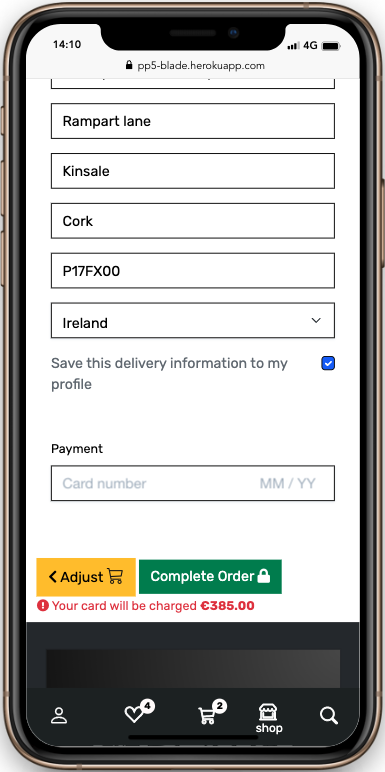 14:10
4G
pp5-blade.herokuapp.com
Rampart lane
Kinsale
Cork
P17FX00
Ireland
Save this delivery information to my
profile
Payment
Card number MM / YY
Adjust Complete Order
Your card will be charged €385.00
4 2
shop